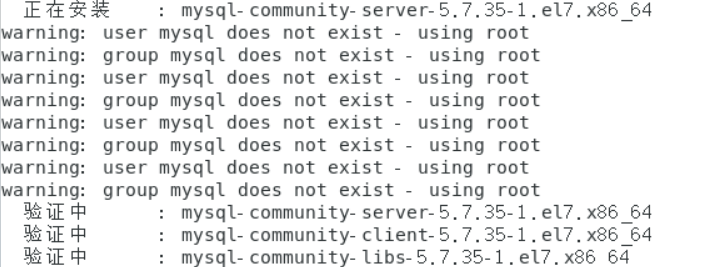 正在安装 : mysql-community-server-5.7.35-1.el7.x86_64
warning: user mysql does not exist - using root
warning: group mysql does not exist - using root
warning: user mysql does not exist - using root
warning: group mysql does not exist - using root
warning: user mysql does not exist - using root
warning: group mysql does not exist - using root
warning: user mysql does not exist - using root
warning: group mysql does not exist - using root
验证中 : mysql-community-server-5.7.35-1.el7.x86_64
验证中 : mysql-community-client-5.7.35-1.el7.x86_64
验证中 : mysql-community-libs-5.7.35-1.el7.x86_64